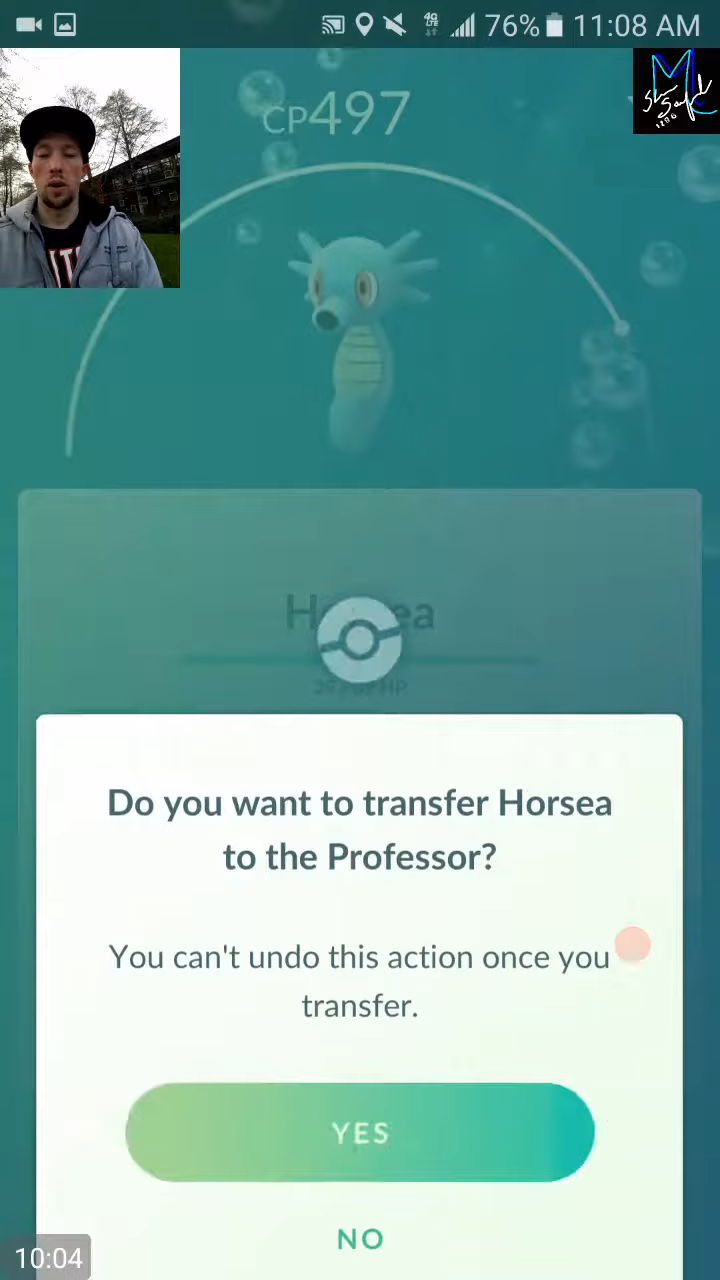 76% 11:08 AM
CP497
Horsea
Do you want to transfer Horsea
to the Professor?
You can't undo this action once you
transfer.
YES
NO
10:04